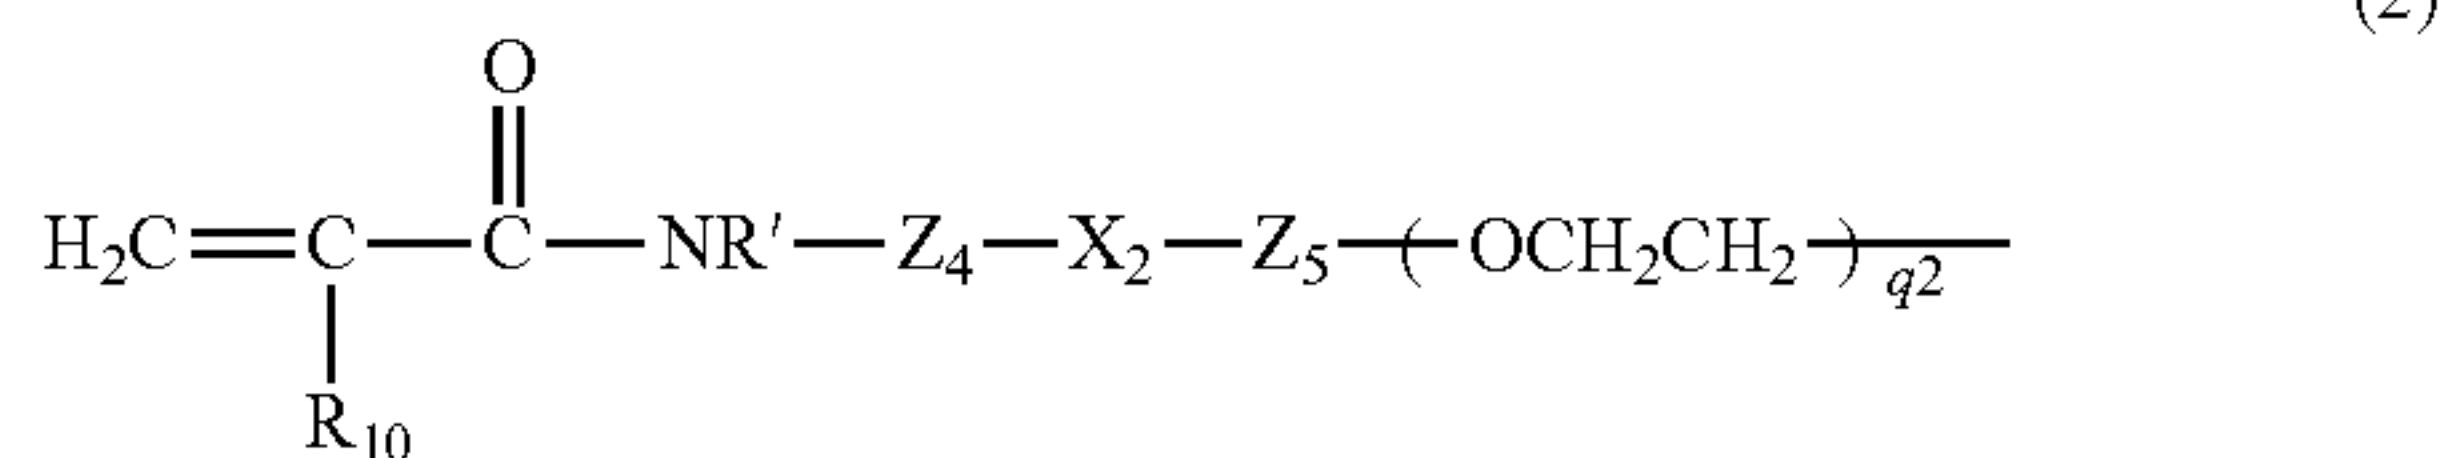 (2)
O
H₂C=C—C—NR′—Z₄—X₂—Z₅—(OCH₂CH₂)q2—
R₁₀